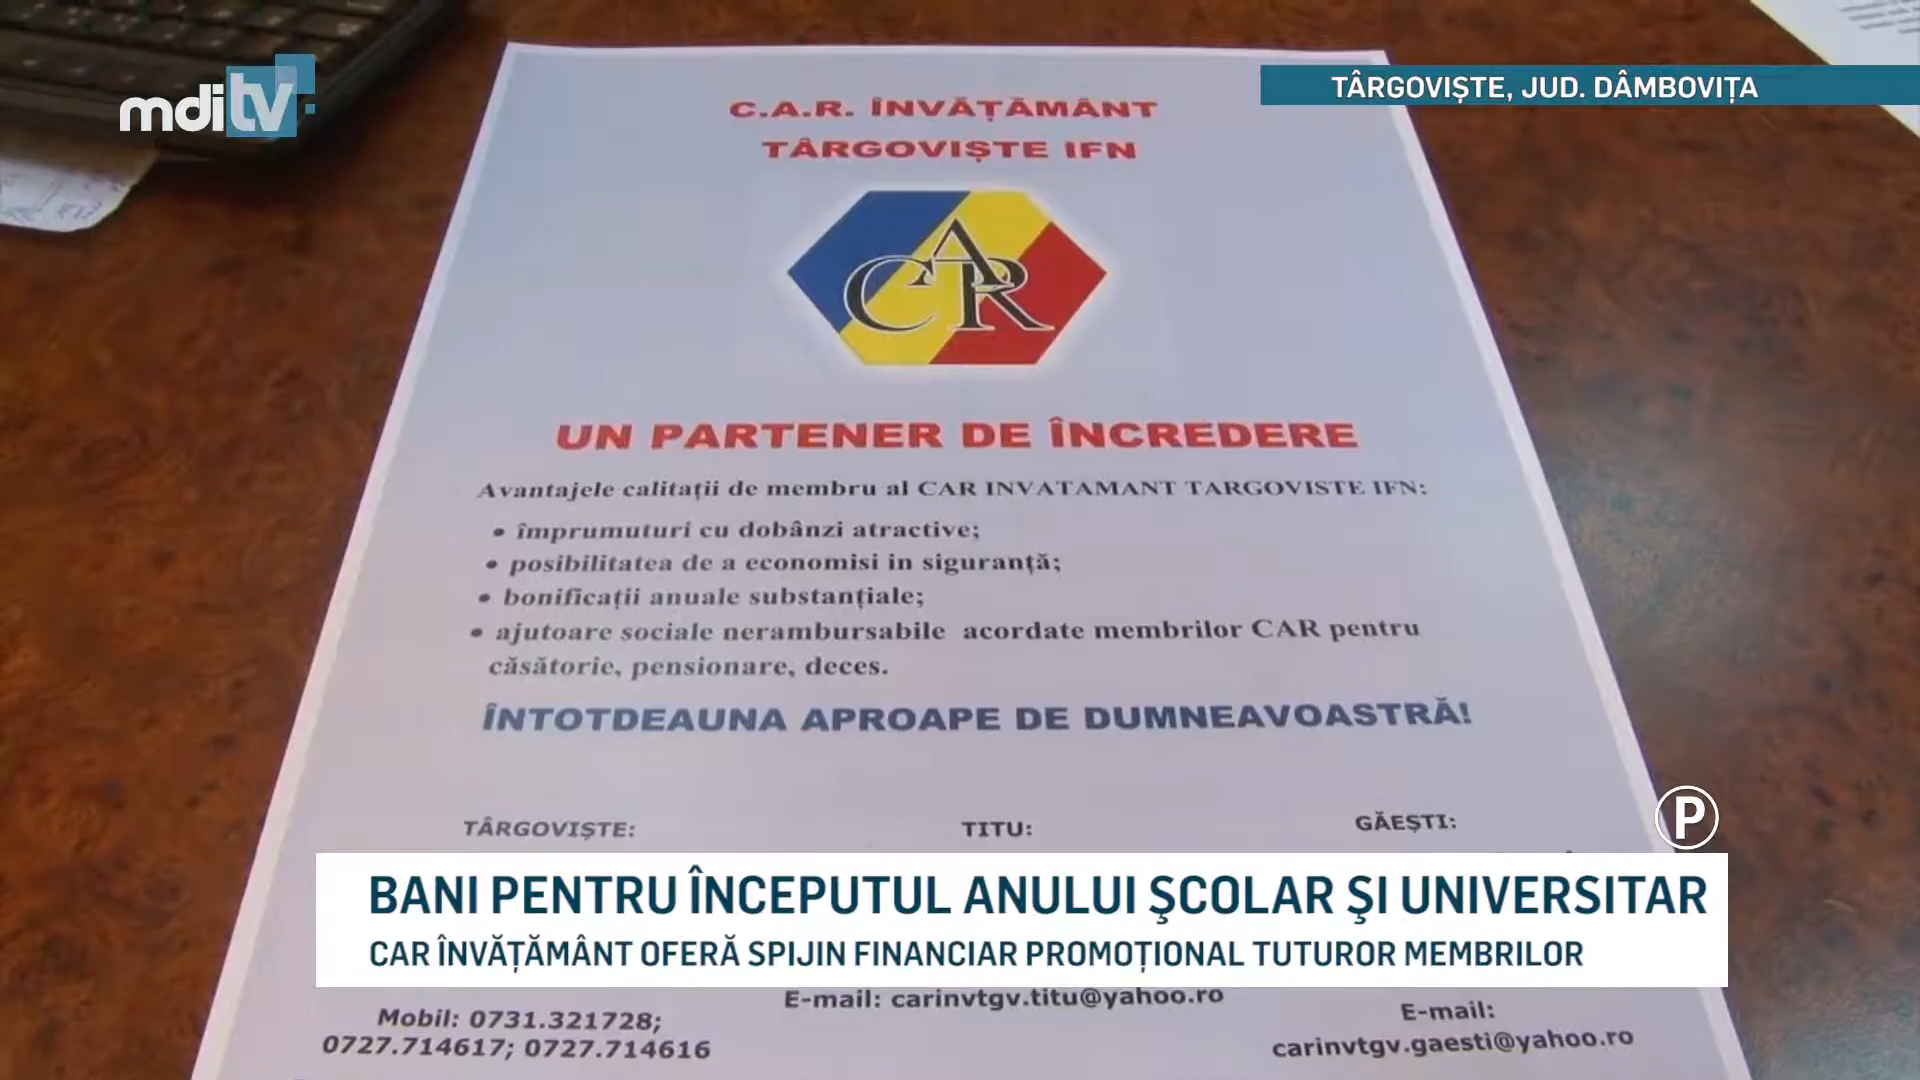 mditv
TÂRGOVIȘTE, JUD. DÂMBOVIȚA
C.A.R. ÎNVĂȚĂMÂNT
TÂRGOVIȘTE IFN
CAR
UN PARTENER DE ÎNCREDERE
Avantajele calitații de membru al CAR INVATAMANT TARGOVISTE IFN:
• împrumuturi cu dobânzi atractive;
• posibilitatea de a economisi in siguranță;
• bonificații anuale substanțiale;
• ajutoare sociale nerambursabile acordate membrilor CAR pentru
căsătorie, pensionare, deces.
ÎNTOTDEAUNA APROAPE DE DUMNEAVOASTRĂ!
TÂRGOVIȘTE: TITU: GĂEȘTI:
P
BANI PENTRU ÎNCEPUTUL ANULUI ŞCOLAR ŞI UNIVERSITAR
CAR ÎNVĂȚĂMÂNT OFERĂ SPIJIN FINANCIAR PROMOȚIONAL TUTUROR MEMBRILOR
E-mail: carinvtgv.titu@yahoo.ro
Mobil: 0731.321728;
0727.714617; 0727.714616
E-mail:
carinvtgv.gaesti@yahoo.ro